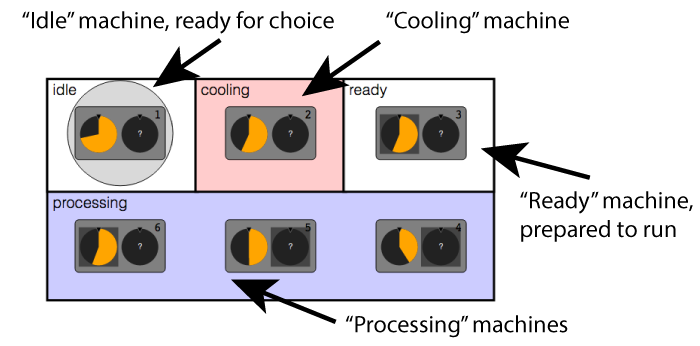 “Idle” machine, ready for choice
“Cooling” machine
idle
cooling
ready
1
?
2
?
3
?
“Ready” machine,
prepared to run
processing
6
?
5
?
4
?
“Processing” machines